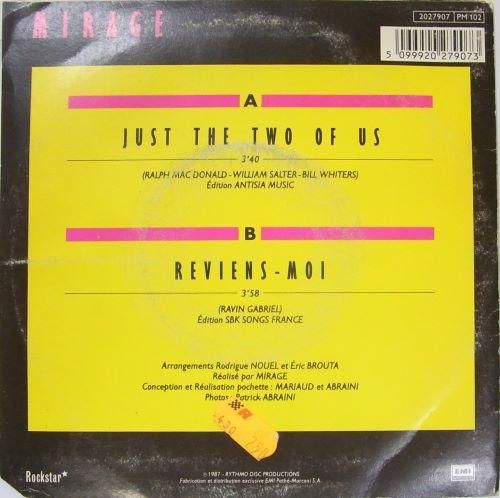 MIRAGE
2027907 PM 102
5 099920 279073
A
JUST THE TWO OF US
3'40
(RALPH MAC DONALD - WILLIAM SALTER - BILL WHITERS)
Édition ANTISIA MUSIC
B
REVIENS-MOI
3'58
(RAVIN GABRIEL)
Édition SBK SONGS FRANCE
Arrangements Rodrigue NOUEL et Éric BROUTA
Réalisé par MIRAGE
Conception et Réalisation pochette : MARIAUD et ABRAINI
Photos Patrick ABRAINI
Rockstar★
℗ 1987 - RYTHMO DISC PRODUCTIONS
Fabrication et distribution exclusive EMI Pathé-Marconi S.A.
EMI